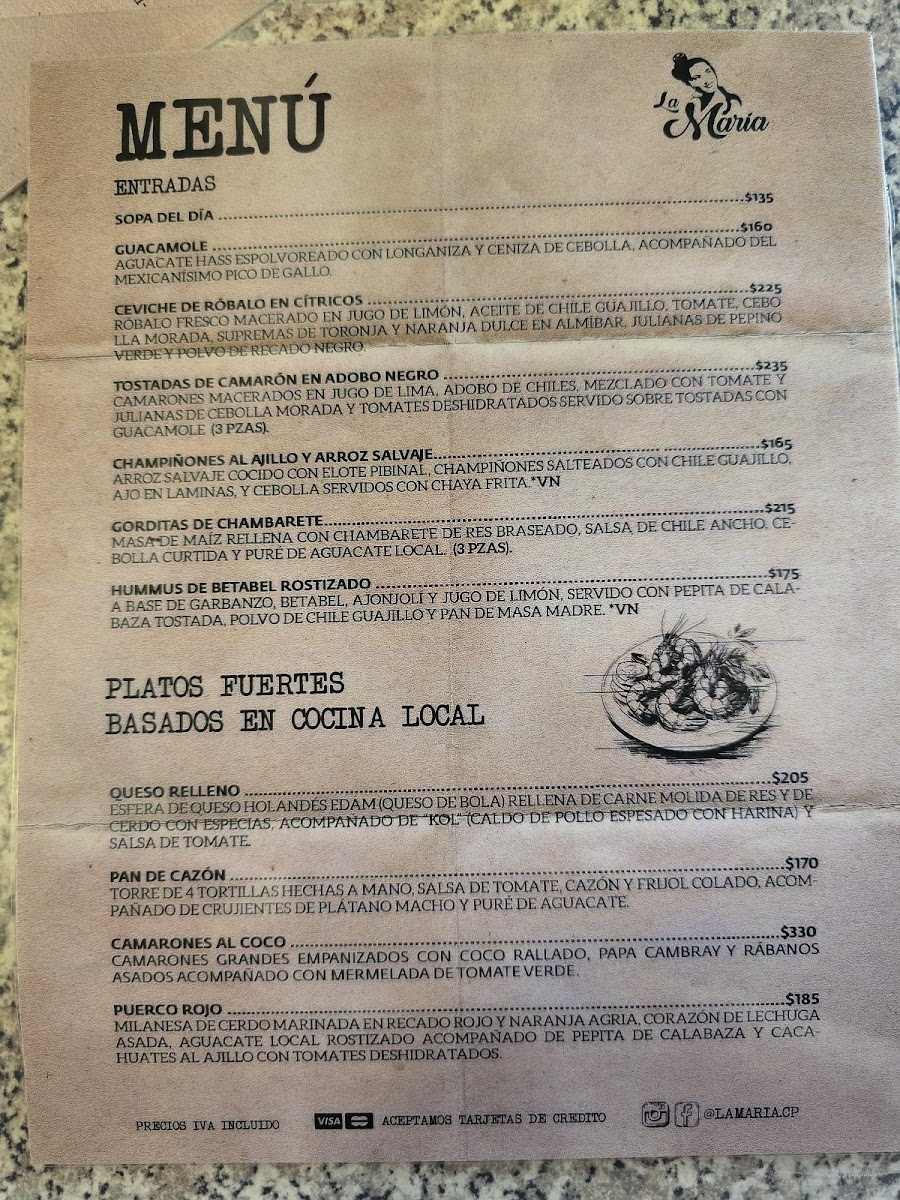 La
María
MENÚ
ENTRADAS
SOPA DEL DÍA ........ $135
GUACAMOLE ........ $160
AGUACATE HASS ESPOLVOREADO CON LONGANIZA Y CENIZA DE CEBOLLA, ACOMPAÑADO DEL
MEXICANÍSIMO PICO DE GALLO.
CEVICHE DE RÓBALO EN CÍTRICOS ........ $225
RÓBALO FRESCO MACERADO EN JUGO DE LIMÓN, ACEITE DE CHILE GUAJILLO, TOMATE, CEBO
LLA MORADA, SUPREMAS DE TORONJA Y NARANJA DULCE EN ALMÍBAR, JULIANAS DE PEPINO
VERDE Y POLVO DE RECADO NEGRO.
TOSTADAS DE CAMARÓN EN ADOBO NEGRO ........ $235
CAMARONES MACERADOS EN JUGO DE LIMA, ADOBO DE CHILES, MEZCLADO CON TOMATE Y
JULIANAS DE CEBOLLA MORADA Y TOMATES DESHIDRATADOS SERVIDO SOBRE TOSTADAS CON
GUACAMOLE (3 PZAS).
CHAMPIÑONES AL AJILLO Y ARROZ SALVAJE........ $165
ARROZ SALVAJE COCIDO CON ELOTE PIBINAL, CHAMPIÑONES SALTEADOS CON CHILE GUAJILLO,
AJO EN LAMINAS, Y CEBOLLA SERVIDOS CON CHAYA FRITA.*VN
GORDITAS DE CHAMBARETE........ $215
MASA DE MAÍZ RELLENA CON CHAMBARETE DE RES BRASEADO, SALSA DE CHILE ANCHO, CE-
BOLLA CURTIDA Y PURÉ DE AGUACATE LOCAL. (3 PZAS).
HUMMUS DE BETABEL ROSTIZADO ........ $175
A BASE DE GARBANZO, BETABEL, AJONJOLÍ Y JUGO DE LIMÓN, SERVIDO CON PEPITA DE CALA-
BAZA TOSTADA, POLVO DE CHILE GUAJILLO Y PAN DE MASA MADRE. *VN
PLATOS FUERTES
BASADOS EN COCINA LOCAL
QUESO RELLENO ........ $205
ESFERA DE QUESO HOLANDÉS EDAM (QUESO DE BOLA) RELLENA DE CARNE MOLIDA DE RES Y DE
CERDO CON ESPECIAS, ACOMPAÑADO DE "KOL" (CALDO DE POLLO ESPESADO CON HARINA) Y
SALSA DE TOMATE.
PAN DE CAZÓN ........ $170
TORRE DE 4 TORTILLAS HECHAS A MANO, SALSA DE TOMATE, CAZÓN Y FRIJOL COLADO, ACOM-
PAÑADO DE CRUJIENTES DE PLÁTANO MACHO Y PURÉ DE AGUACATE.
CAMARONES AL COCO ........ $330
CAMARONES GRANDES EMPANIZADOS CON COCO RALLADO, PAPA CAMBRAY Y RÁBANOS
ASADOS ACOMPAÑADO CON MERMELADA DE TOMATE VERDE.
PUERCO ROJO ........ $185
MILANESA DE CERDO MARINADA EN RECADO ROJO Y NARANJA AGRIA, CORAZÓN DE LECHUGA
ASADA, AGUACATE LOCAL ROSTIZADO ACOMPAÑADO DE PEPITA DE CALABAZA Y CACA-
HUATES AL AJILLO CON TOMATES DESHIDRATADOS.
PRECIOS IVA INCLUIDO VISA ACEPTAMOS TARJETAS DE CREDITO @LAMARIA.CP